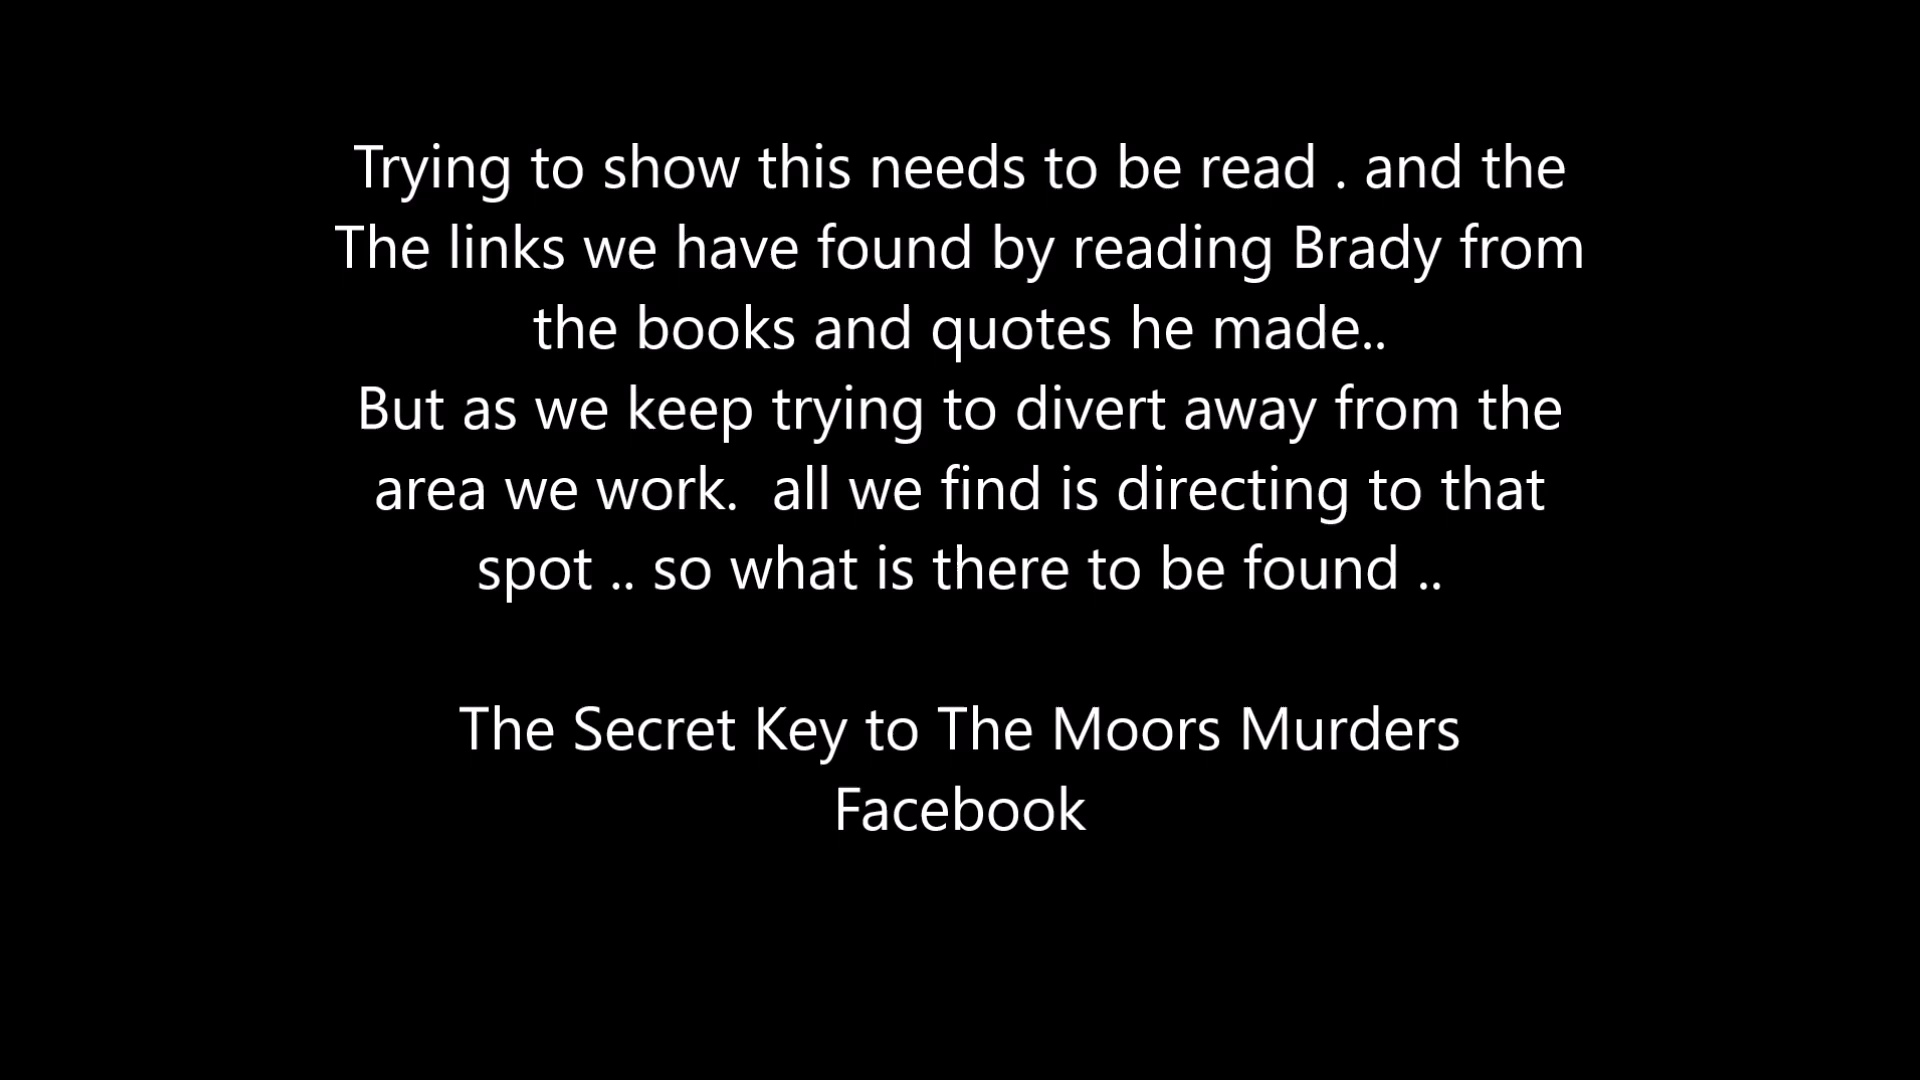 Trying to show this needs to be read . and the
The links we have found by reading Brady from
the books and quotes he made..
But as we keep trying to divert away from the
area we work.  all we find is directing to that
spot .. so what is there to be found ..
The Secret Key to The Moors Murders
Facebook